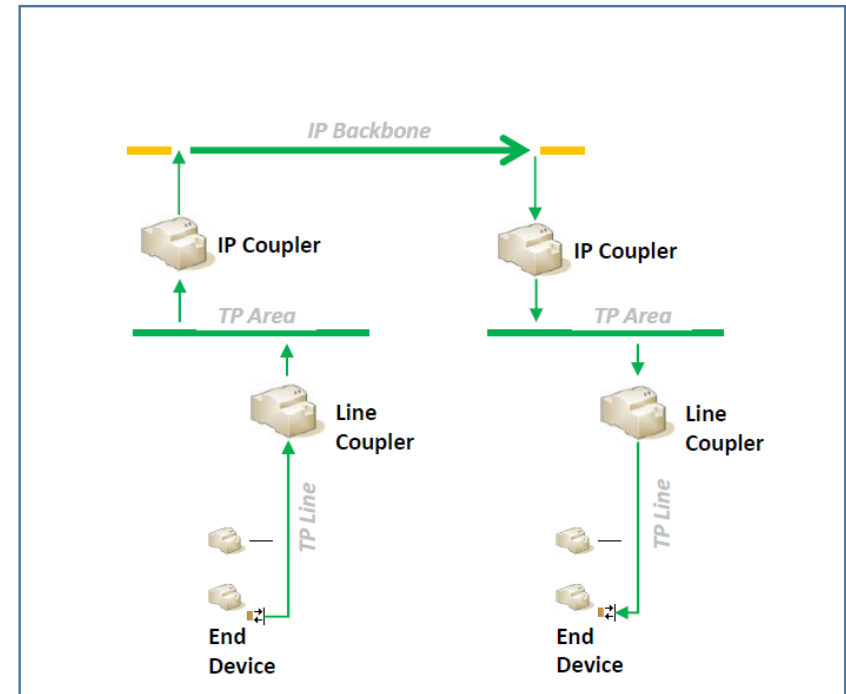 IP Backbone
IP Coupler
IP Coupler
TP Area
TP Area
Line
Coupler
Line
Coupler
TP Line
TP Line
End
Device
End
Device